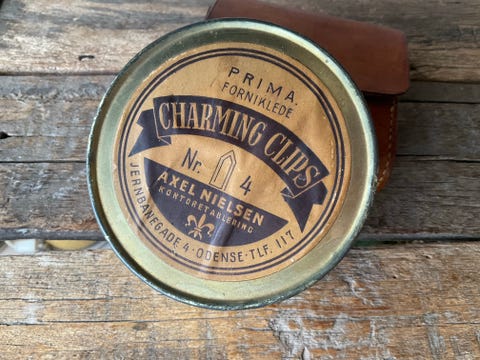 PRIMA.
FORNIKLEDE
CHARMING CLIPS
Nr. 4
AXEL NIELSEN
KONTORETABLERING
JERNBANEGADE 4 · ODENSE · TLF. 117